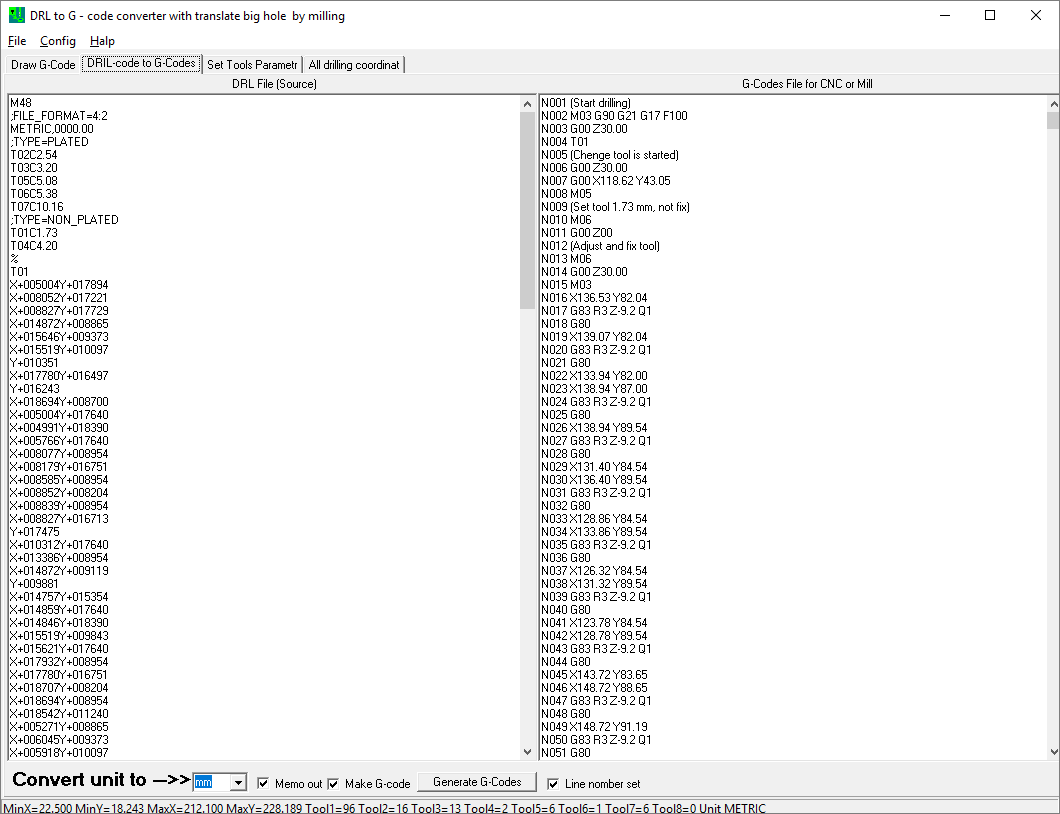 DRL to G - code converter with translate big hole by milling
File Config Halp
Draw G-Code DRIL-code to G-Codes Set Tools Parametr All drilling coordinat
DRL File (Source)
M48
;FILE_FORMAT=4:2
METRIC,0000.00
;TYPE=PLATED
T02C2.54
T03C3.20
T05C5.08
T06C5.38
T07C10.16
;TYPE=NON_PLATED
T01C1.73
T04C4.20
%
T01
X+005004Y+017894
X+008052Y+017221
X+008827Y+017729
X+014872Y+008865
X+015646Y+009373
X+015519Y+010097
Y+010351
X+017780Y+016497
Y+016243
X+018694Y+008700
X+005004Y+017640
X+004991Y+018390
X+005766Y+017640
X+008077Y+008954
X+008179Y+016751
X+008585Y+008954
X+008852Y+008204
X+008839Y+008954
X+008827Y+016713
Y+017475
X+010312Y+017640
X+013386Y+008954
X+014872Y+009119
Y+009881
X+014757Y+015354
X+014859Y+017640
X+014846Y+018390
X+015519Y+009843
X+015621Y+017640
X+017932Y+008954
X+017780Y+016751
X+018707Y+008204
X+018694Y+008954
X+018542Y+011240
X+005271Y+008865
X+006045Y+009373
X+005918Y+010097
G-Codes File for CNC or Mill
N001 (Start drilling)
N002 M03 G90 G21 G17 F100
N003 G00 Z30.00
N004 T01
N005 (Chenge tool is started)
N006 G00 Z30.00
N007 G00 X118.62 Y43.05
N008 M05
N009 (Set tool 1.73 mm, not fix)
N010 M06
N011 G00 Z00
N012 (Adjust and fix tool)
N013 M06
N014 G00 Z30.00
N015 M03
N016 X136.53 Y82.04
N017 G83 R3 Z-9.2 Q1
N018 G80
N019 X139.07 Y82.04
N020 G83 R3 Z-9.2 Q1
N021 G80
N022 X133.94 Y82.00
N023 X138.94 Y87.00
N024 G83 R3 Z-9.2 Q1
N025 G80
N026 X138.94 Y89.54
N027 G83 R3 Z-9.2 Q1
N028 G80
N029 X131.40 Y84.54
N030 X136.40 Y89.54
N031 G83 R3 Z-9.2 Q1
N032 G80
N033 X128.86 Y84.54
N034 X133.86 Y89.54
N035 G83 R3 Z-9.2 Q1
N036 G80
N037 X126.32 Y84.54
N038 X131.32 Y89.54
N039 G83 R3 Z-9.2 Q1
N040 G80
N041 X123.78 Y84.54
N042 X128.78 Y89.54
N043 G83 R3 Z-9.2 Q1
N044 G80
N045 X143.72 Y83.65
N046 X148.72 Y88.65
N047 G83 R3 Z-9.2 Q1
N048 G80
N049 X148.72 Y91.19
N050 G83 R3 Z-9.2 Q1
N051 G80
Convert unit to -->> mm Memo out Make G-code Generate G-Codes Line nomber set
MinX=22,500 MinY=18,243 MaxX=212,100 MaxY=228,189 Tool1=96 Tool2=16 Tool3=13 Tool4=2 Tool5=6 Tool6=1 Tool7=6 Tool8=0 Unit METRIC